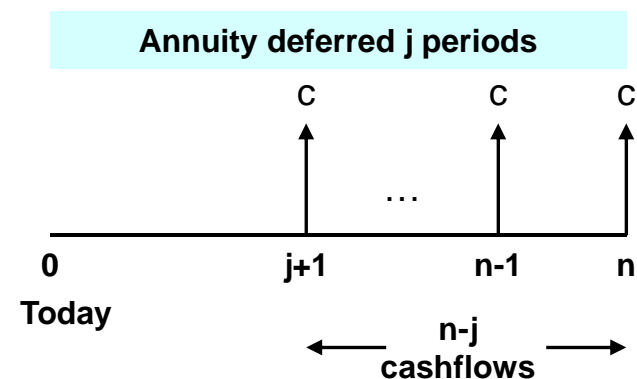 Annuity deferred j periods
C C C
...
0 j+1 n-1 n
Today
n-j
cashflows